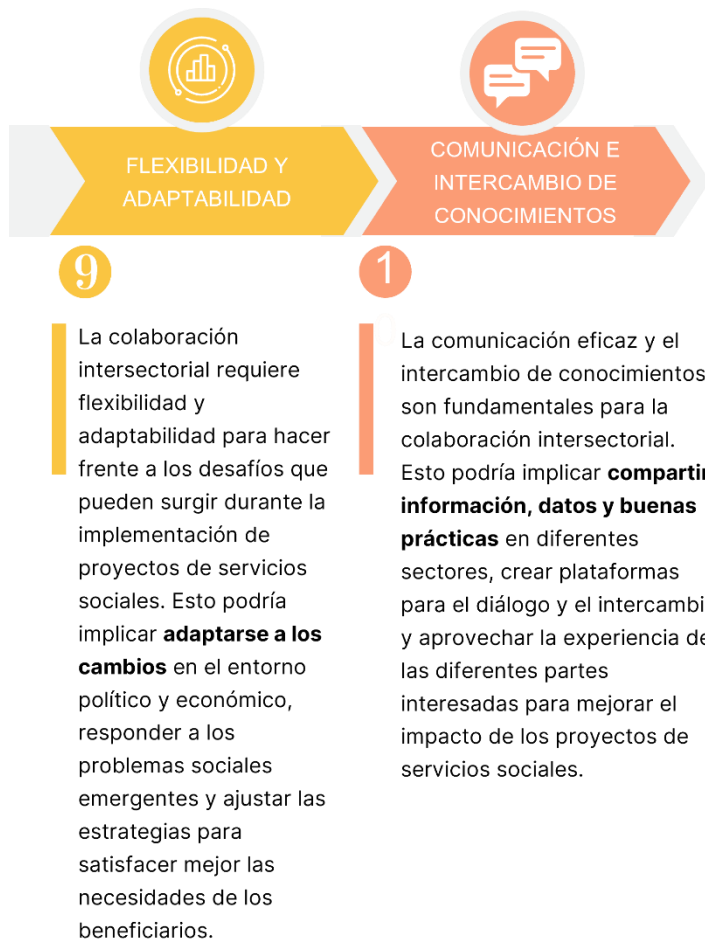 FLEXIBILIDAD Y
ADAPTABILIDAD
9
La colaboración
intersectorial requiere
flexibilidad y
adaptabilidad para hacer
frente a los desafíos que
pueden surgir durante la
implementación de
proyectos de servicios
sociales. Esto podría
implicar adaptarse a los
cambios en el entorno
político y económico,
responder a los
problemas sociales
emergentes y ajustar las
estrategias para
satisfacer mejor las
necesidades de los
beneficiarios.
COMUNICACIÓN E
INTERCAMBIO DE
CONOCIMIENTOS
1
La comunicación eficaz y el
intercambio de conocimientos
son fundamentales para la
colaboración intersectorial.
Esto podría implicar compartir
información, datos y buenas
prácticas en diferentes
sectores, crear plataformas
para el diálogo y el intercambi
y aprovechar la experiencia de
las diferentes partes
interesadas para mejorar el
impacto de los proyectos de
servicios sociales.